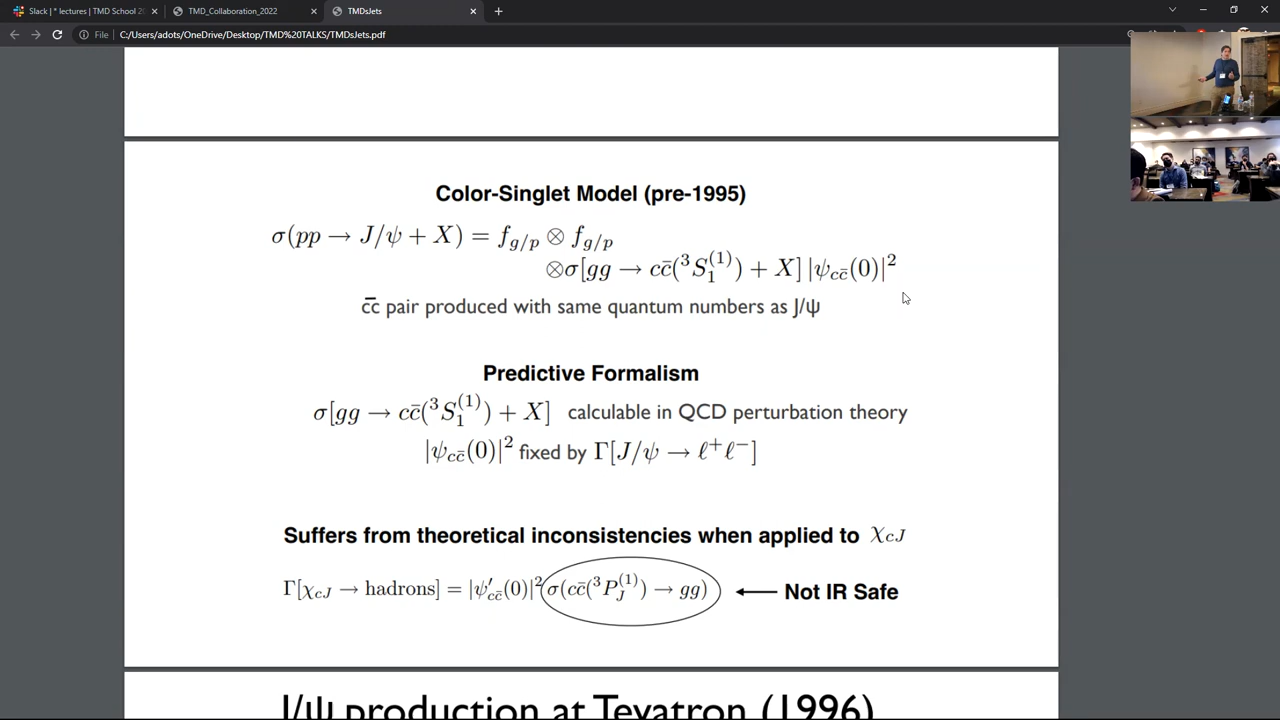 Slack | * lectures | TMD School 20
TMD_Collaboration_2022
TMDsJets
File
C:/Users/adots/OneDrive/Desktop/TMD%20TALKS/TMDsJets.pdf
Color-Singlet Model (pre-1995)
σ(pp → J/ψ + X) = f_{g/p} ⊗ f_{g/p}
⊗σ[gg → cc̄(³S₁⁽¹⁾) + X] |ψ_{cc̄}(0)|²
c̄c pair produced with same quantum numbers as J/ψ
Predictive Formalism
σ[gg → cc̄(³S₁⁽¹⁾) + X] calculable in QCD perturbation theory
|ψ_{cc̄}(0)|² fixed by Γ[J/ψ → ℓ⁺ℓ⁻]
Suffers from theoretical inconsistencies when applied to χ_{cJ}
Γ[χ_{cJ} → hadrons] = |ψ′_{cc̄}(0)|² σ(cc̄(³P_J⁽¹⁾) → gg) ← Not IR Safe
J/ψ production at Tevatron (1996)